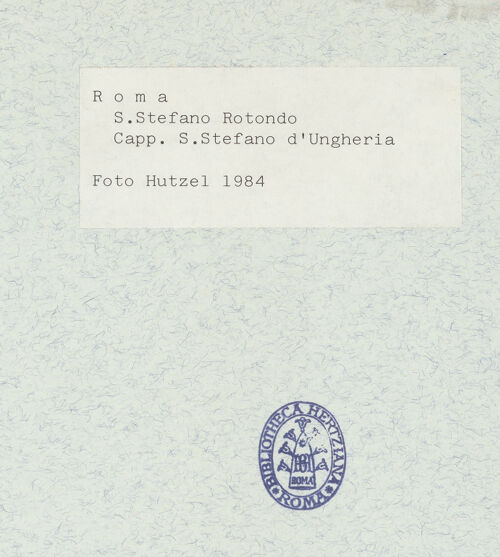 R o m a
S.Stefano Rotondo
Capp. S.Stefano d'Ungheria
Foto Hutzel 1984
BIBLIOTHECA HERTZIANA
ROMA
ROMA